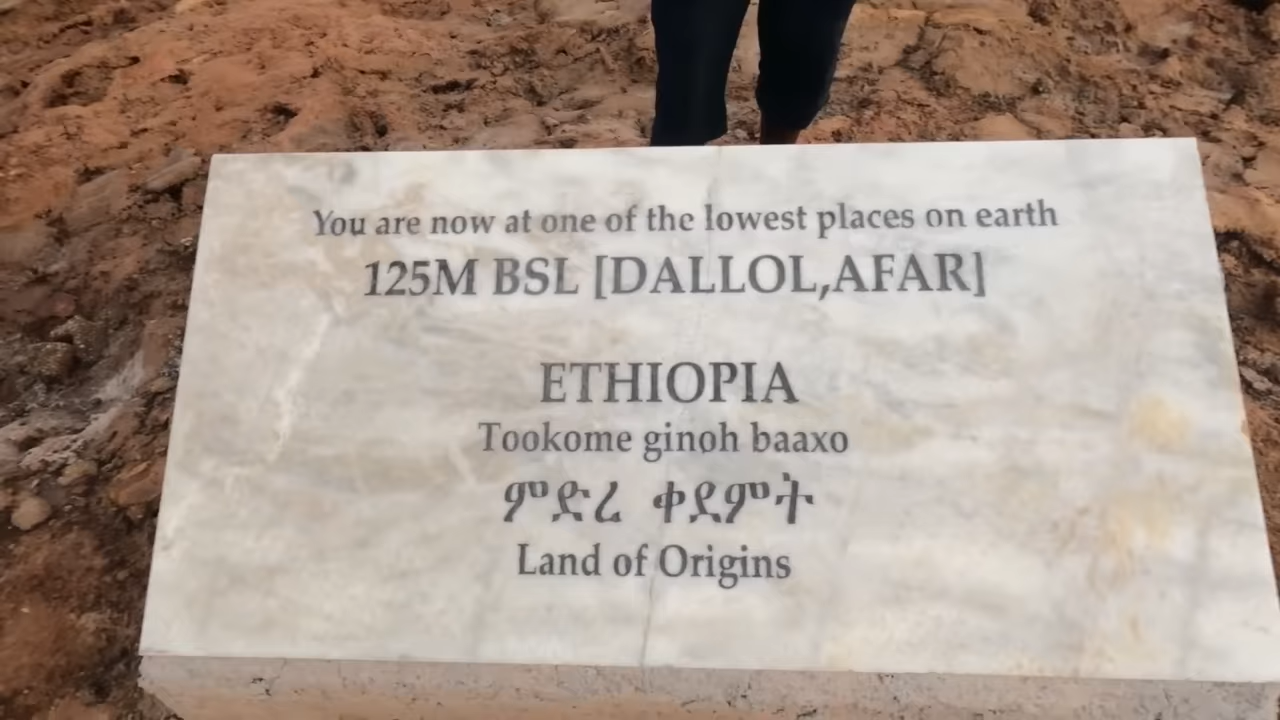 You are now at one of the lowest places on earth
125M BSL [DALLOL,AFAR]
ETHIOPIA
Tookome ginoh baaxo
ምድረ ቀደምት
Land of Origins